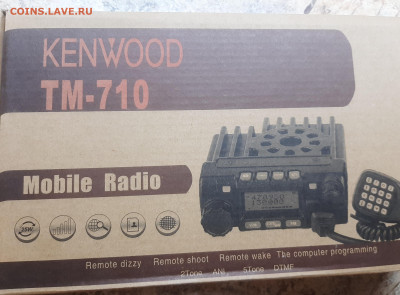 COINS.LAVE.RU
KENWOOD
TM-710
Mobile Radio
25W
Remote dizzy Remote shoot Remote wake The computer programming
2Tone ANI 5Tone DTMF